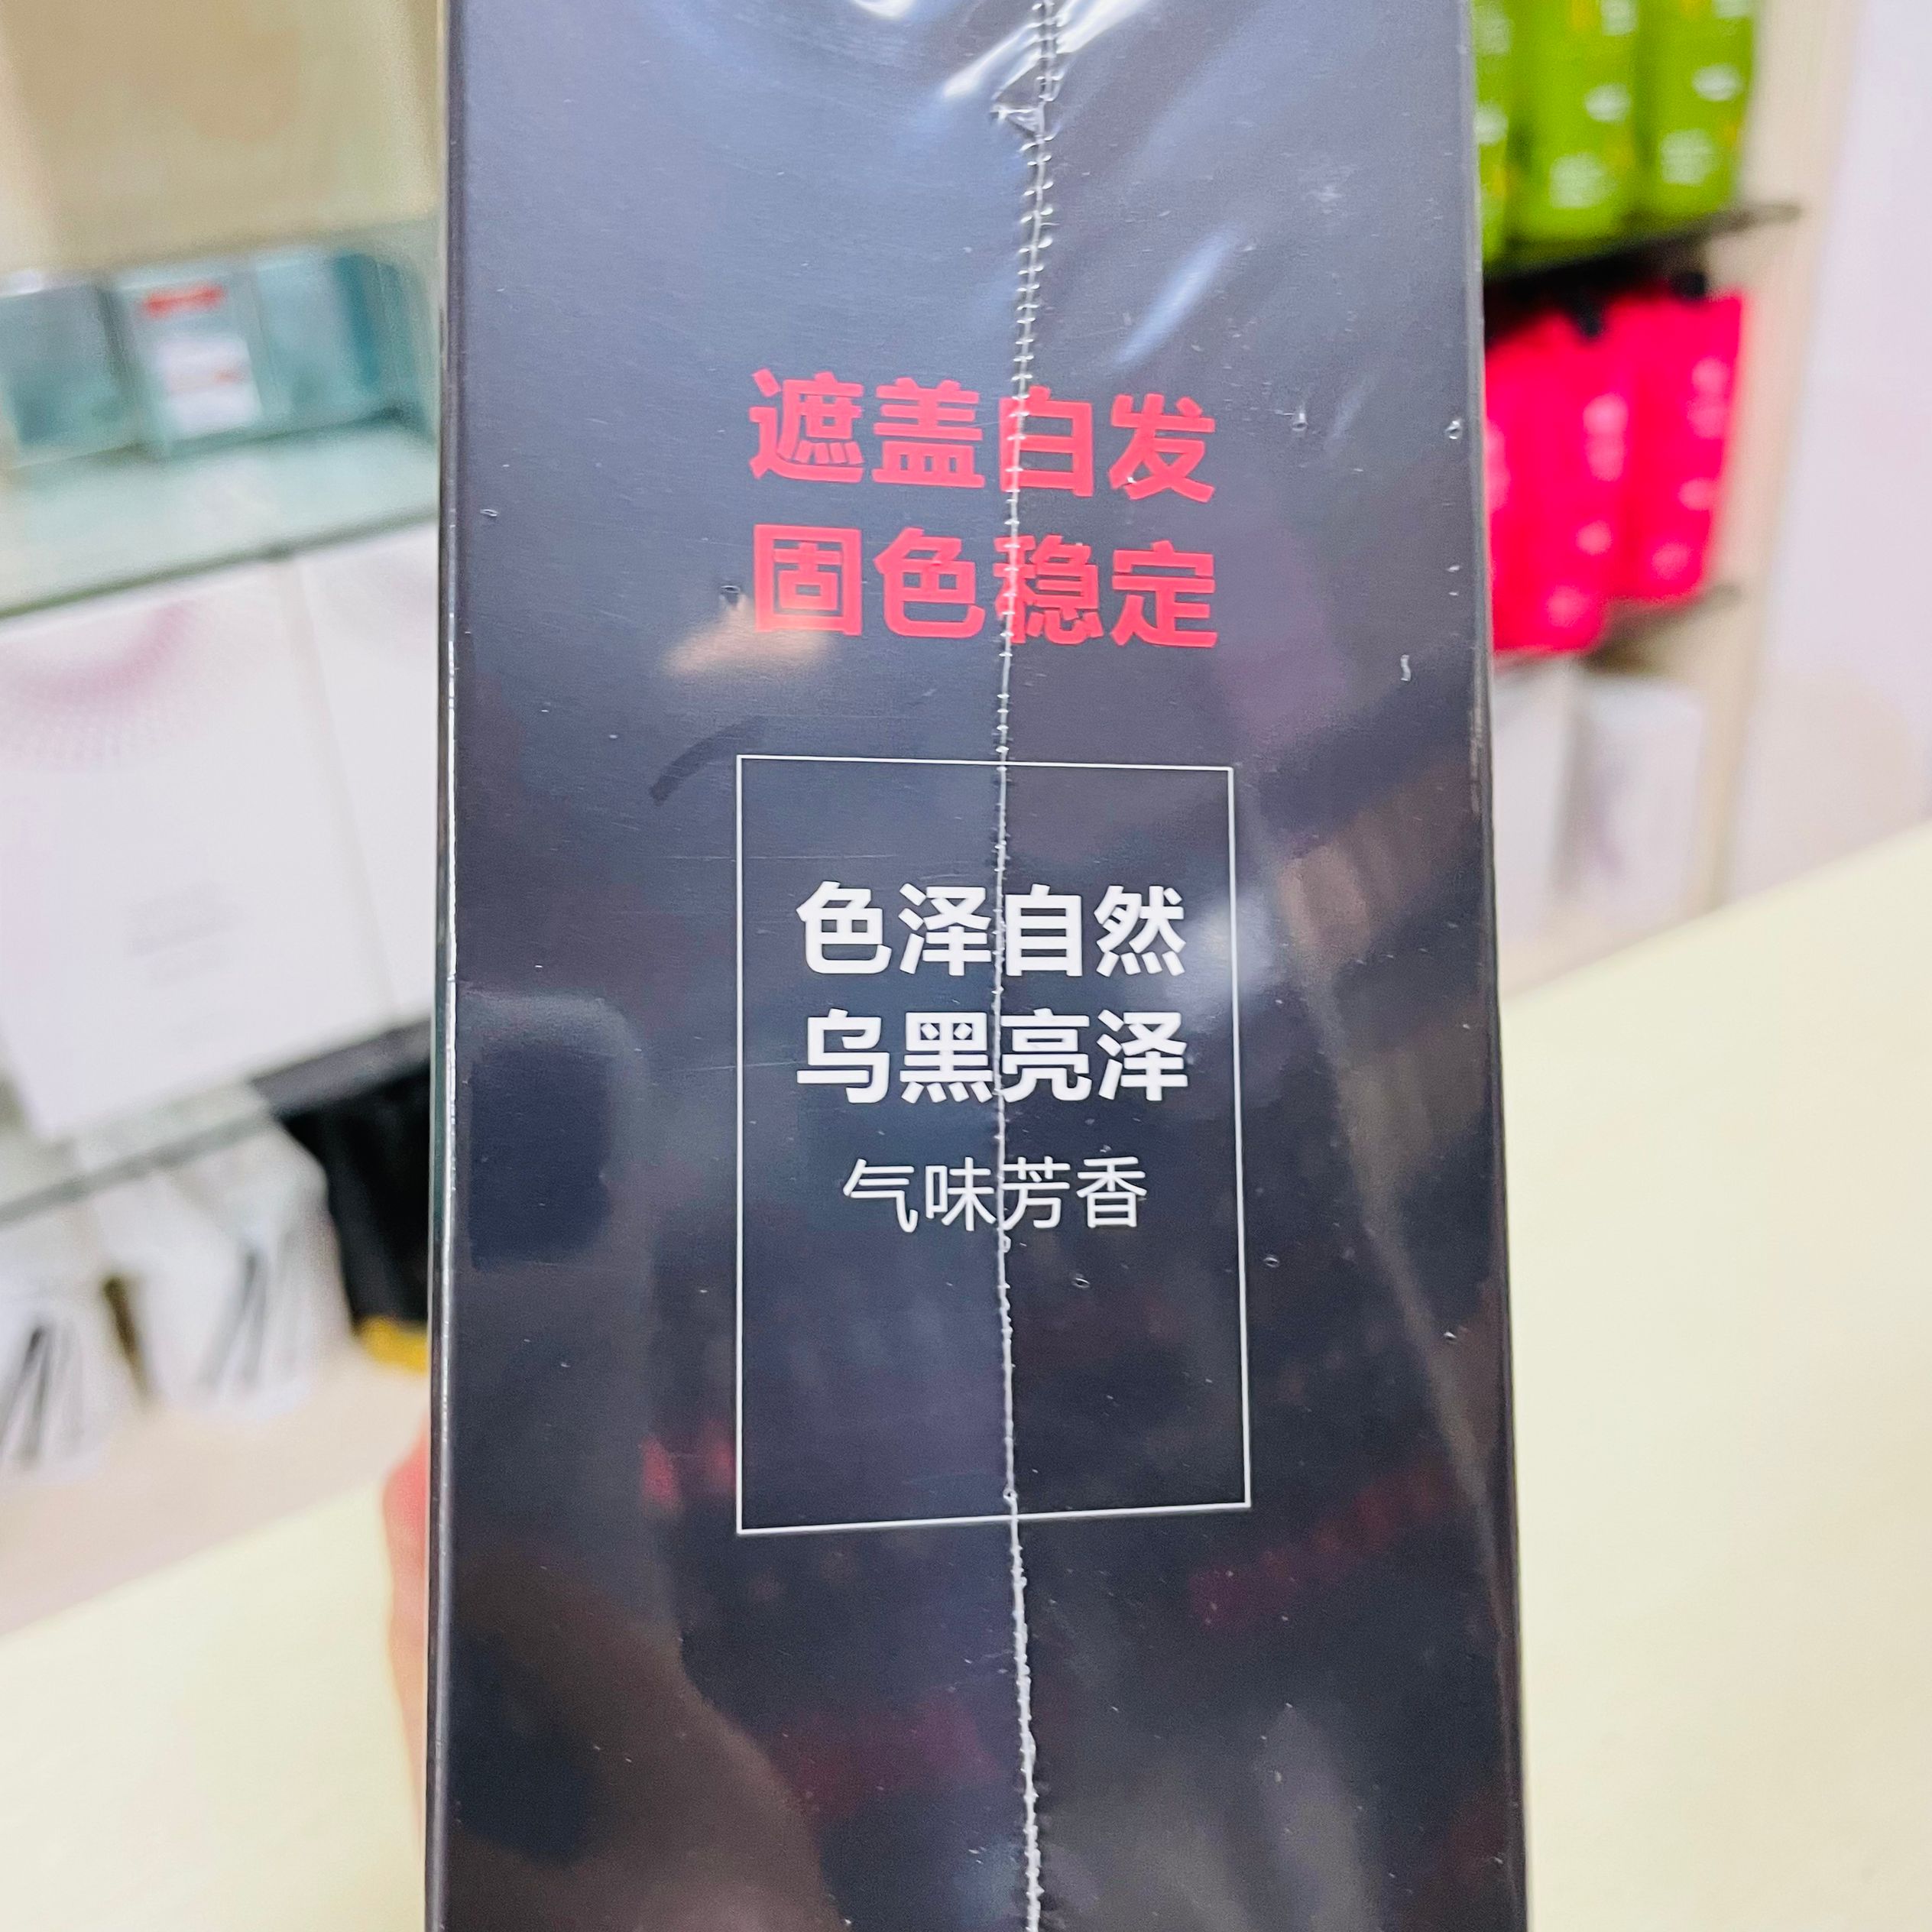 遮盖白发
固色稳定
色泽自然
乌黑亮泽
气味芳香